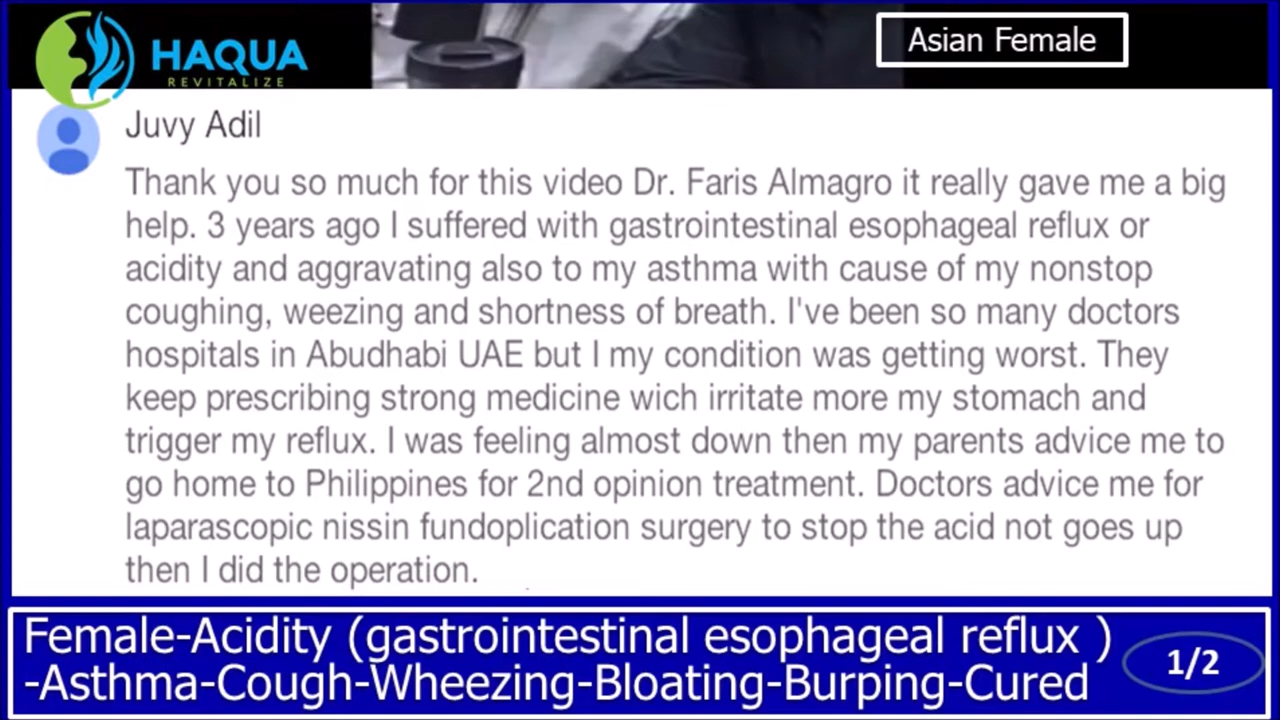 HAQUA
REVITALIZE
Asian Female
Juvy Adil
Thank you so much for this video Dr. Faris Almagro it really gave me a big
help. 3 years ago I suffered with gastrointestinal esophageal reflux or
acidity and aggravating also to my asthma with cause of my nonstop
coughing, weezing and shortness of breath. I've been so many doctors
hospitals in Abudhabi UAE but I my condition was getting worst. They
keep prescribing strong medicine wich irritate more my stomach and
trigger my reflux. I was feeling almost down then my parents advice me to
go home to Philippines for 2nd opinion treatment. Doctors advice me for
laparascopic nissin fundoplication surgery to stop the acid not goes up
then I did the operation.
Female-Acidity (gastrointestinal esophageal reflux )
-Asthma-Cough-Wheezing-Bloating-Burping-Cured
1/2